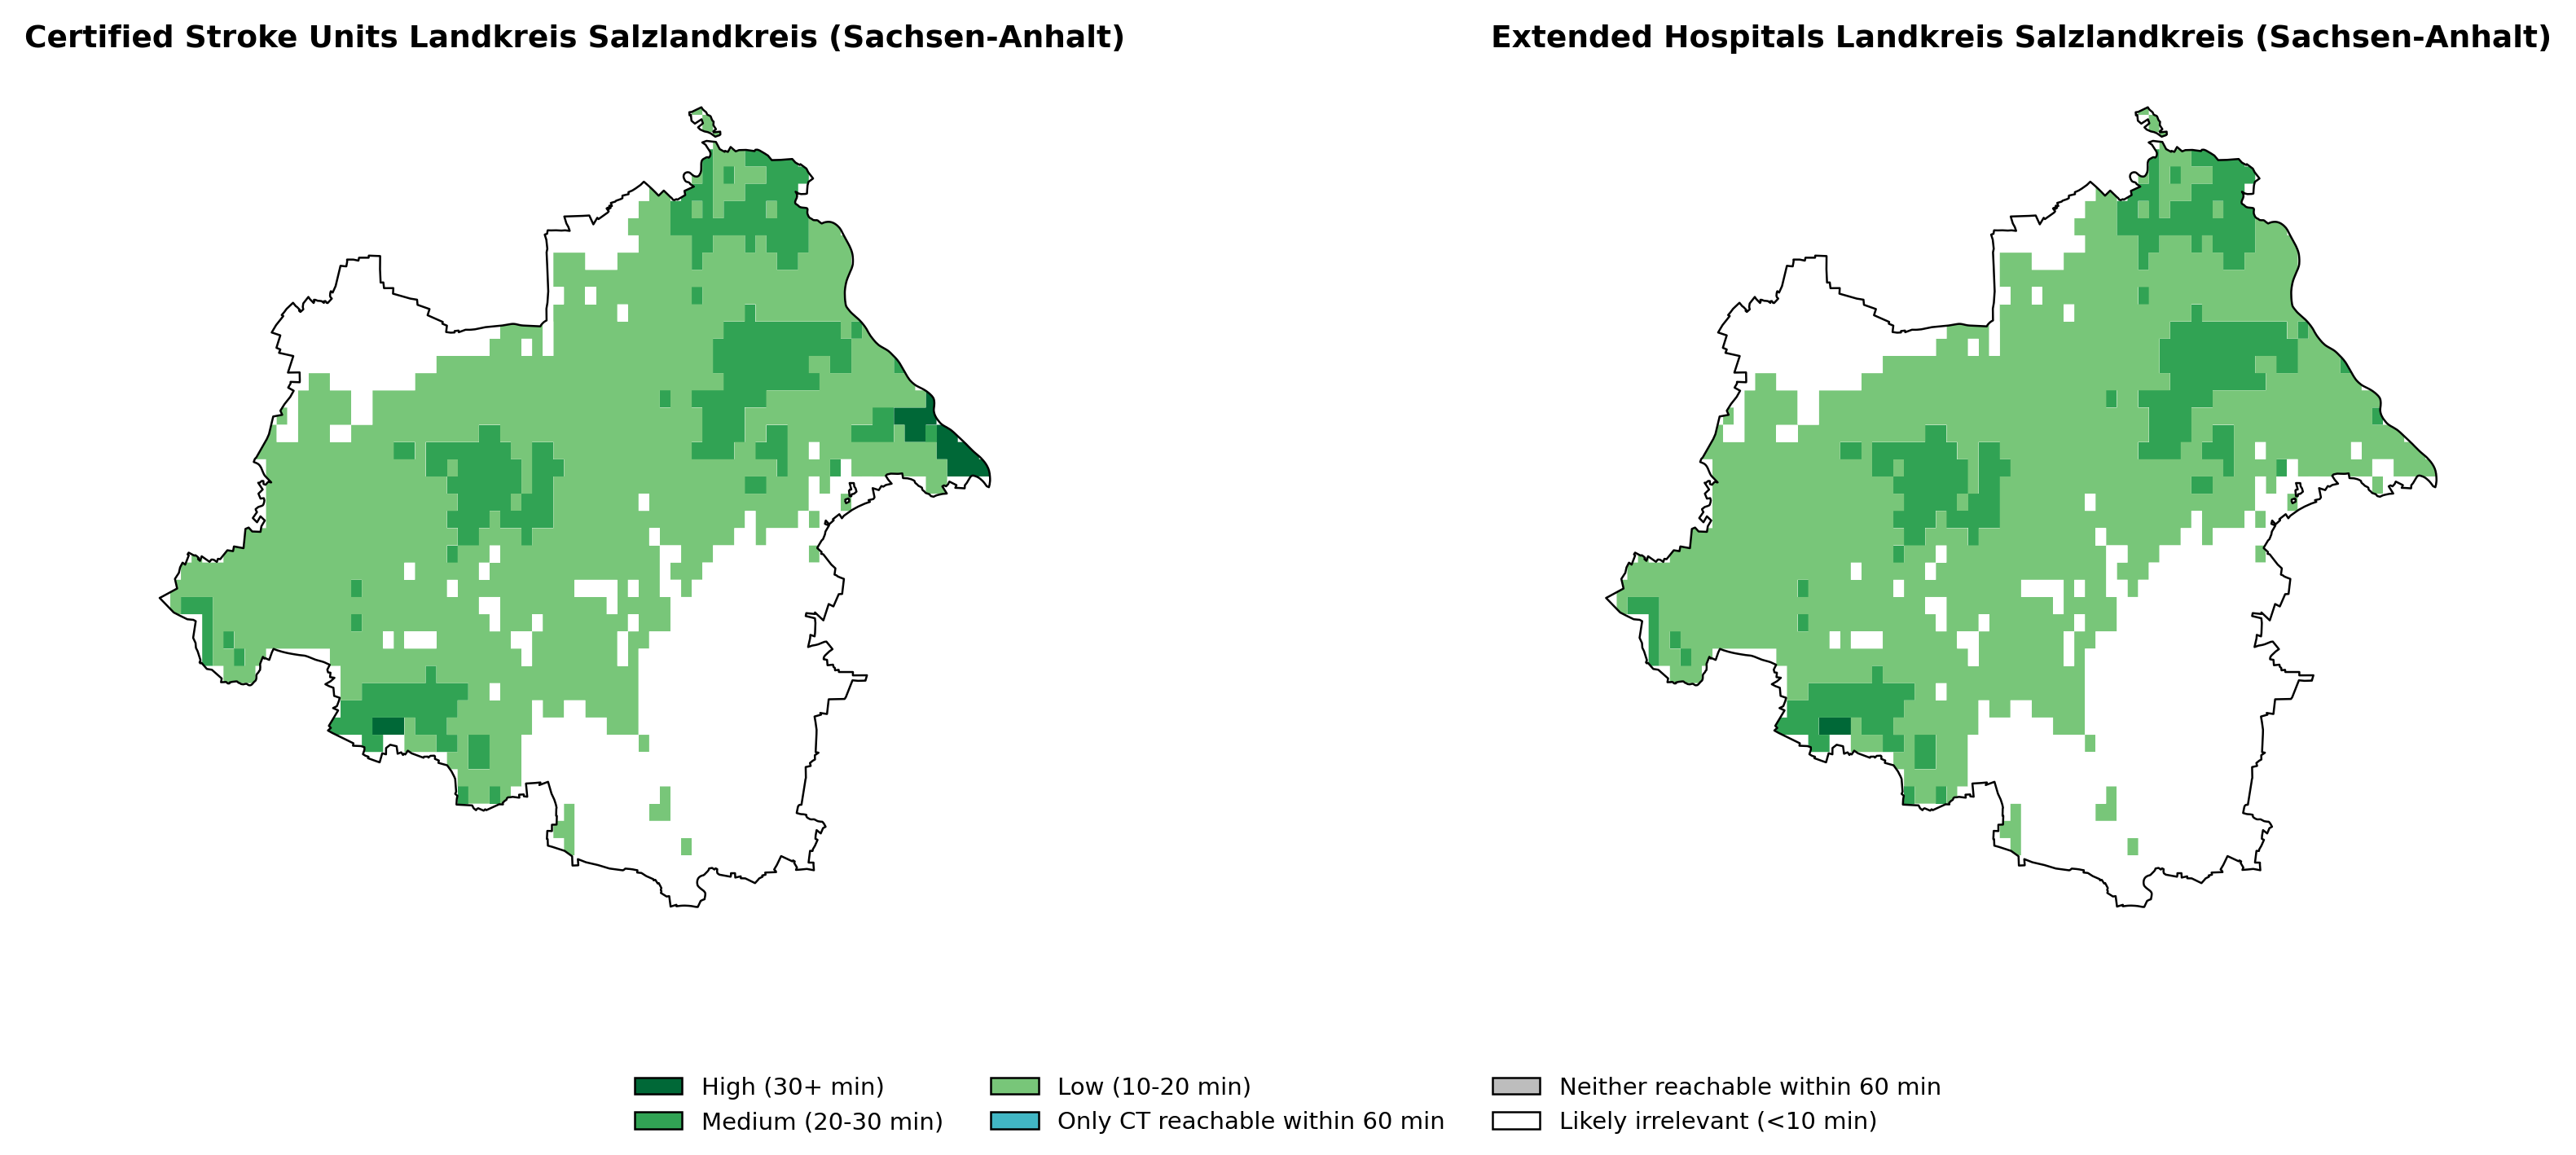 Certified Stroke Units Landkreis Salzlandkreis (Sachsen-Anhalt)
Extended Hospitals Landkreis Salzlandkreis (Sachsen-Anhalt)
High (30+ min)
Medium (20-30 min)
Low (10-20 min)
Only CT reachable within 60 min
Neither reachable within 60 min
Likely irrelevant (<10 min)